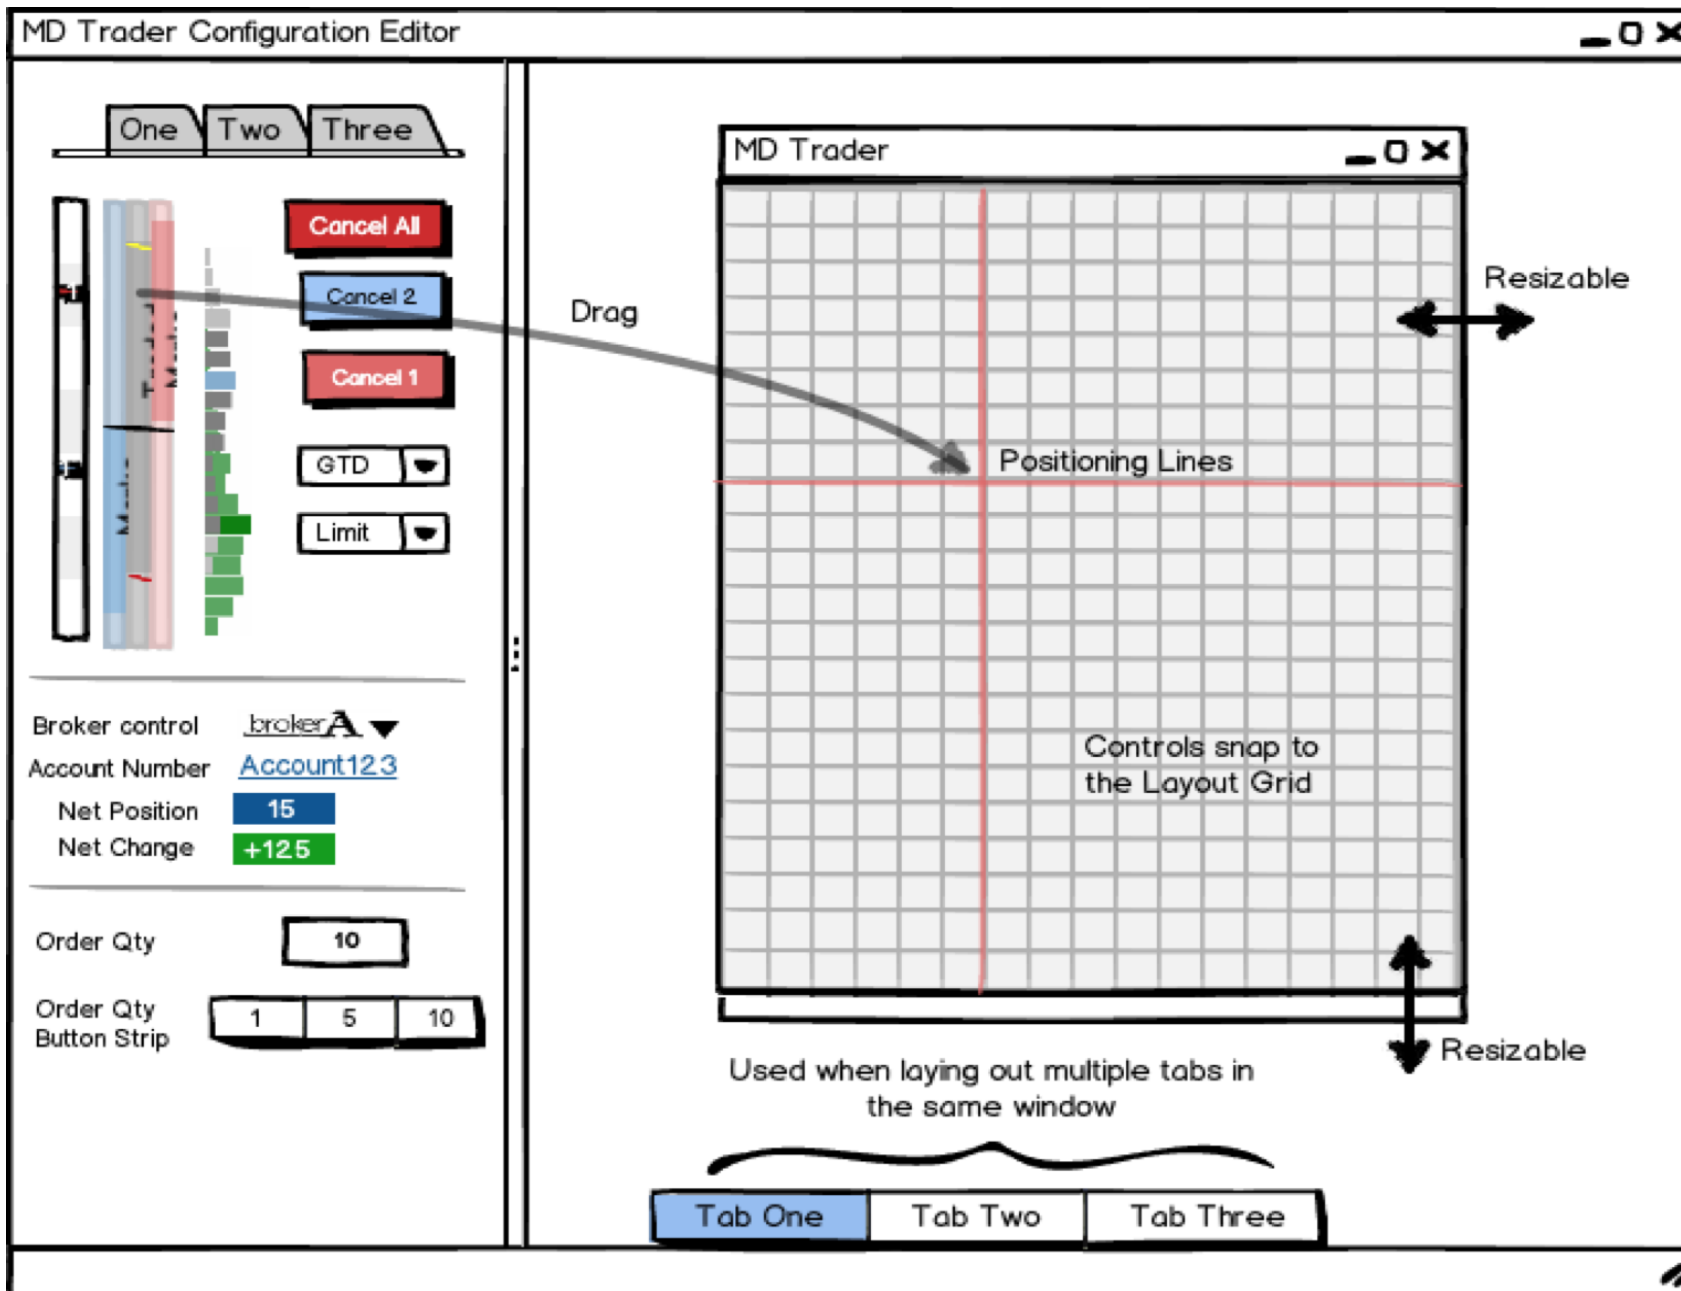 MD Trader Configuration Editor
One Two Three
Cancel All
Cancel 2
Cancel 1
GTD
Limit
Broker control brokerA
Account Number Account123
Net Position 15
Net Change +125
Order Qty 10
Order Qty
Button Strip
1 5 10
Drag
MD Trader
Resizable
Positioning Lines
Controls snap to
the Layout Grid
Resizable
Used when laying out multiple tabs in
the same window
Tab One Tab Two Tab Three